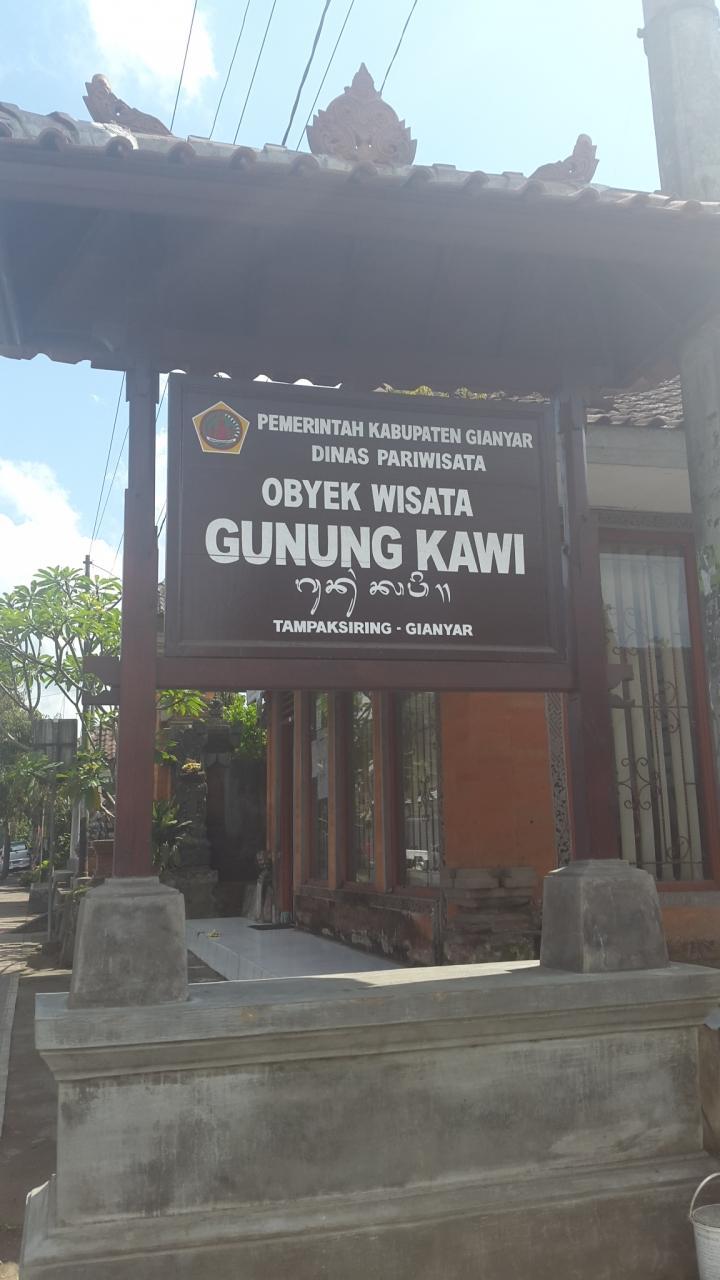 PEMERINTAH KABUPATEN GIANYAR
DINAS PARIWISATA
OBYEK WISATA
GUNUNG KAWI
TAMPAKSIRING - GIANYAR